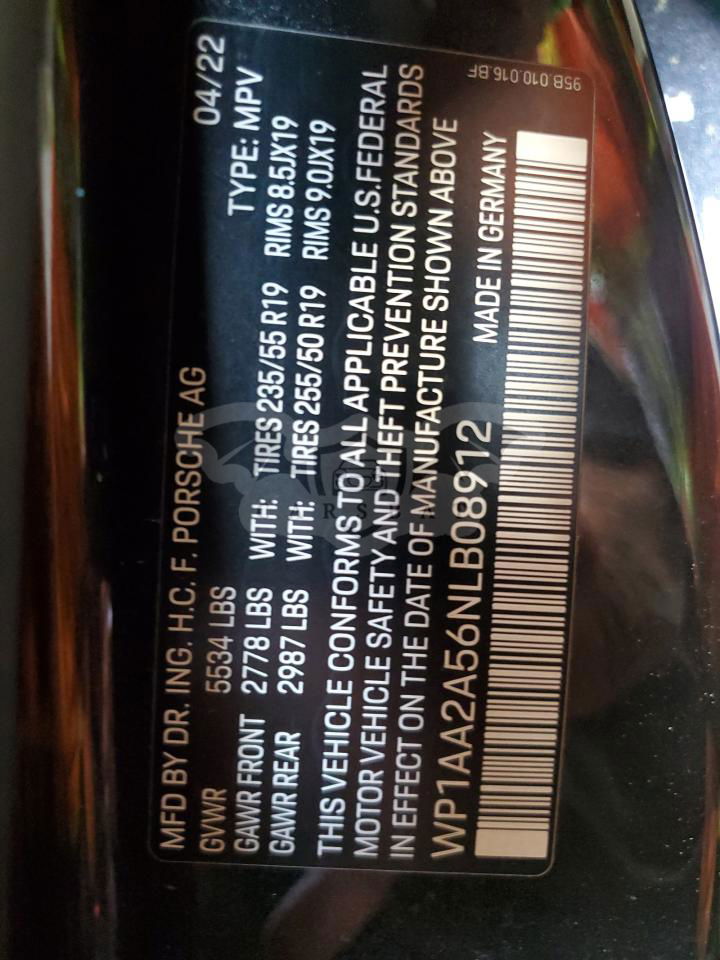 MFD BY DR. ING. H.C. F. PORSCHE AG 04/22
GVWR 5534 LBS TYPE: MPV
GAWR FRONT 2778 LBS WITH: TIRES 235/55 R19 RIMS 8.5JX19
GAWR REAR 2987 LBS WITH: TIRES 255/50 R19 RIMS 9.0JX19
THIS VEHICLE CONFORMS TO ALL APPLICABLE U.S.FEDERAL
MOTOR VEHICLE SAFETY AND THEFT PREVENTION STANDARDS
IN EFFECT ON THE DATE OF MANUFACTURE SHOWN ABOVE
WP1AA2A56NLB08912 MADE IN GERMANY
95B.010.016.BF